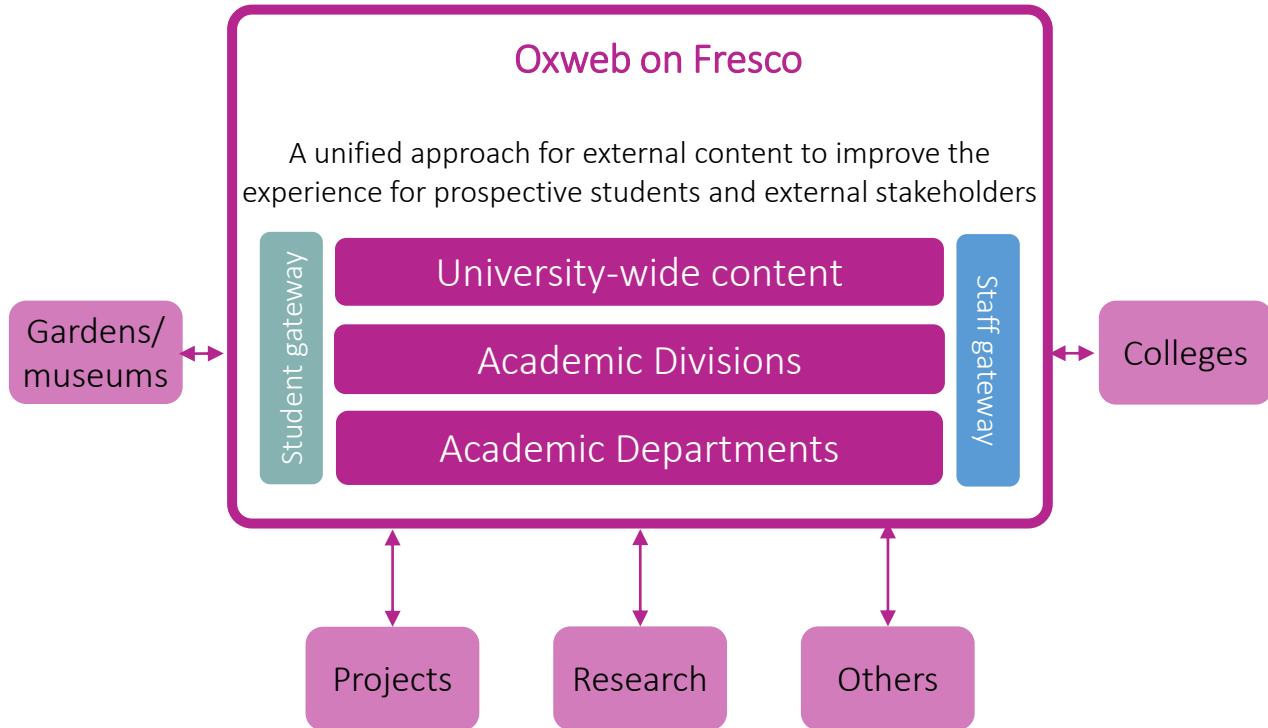 Oxweb on Fresco
A unified approach for external content to improve the
experience for prospective students and external stakeholders
Student gateway
University-wide content
Academic Divisions
Academic Departments
Staff gateway
Gardens/
museums
Colleges
Projects
Research
Others